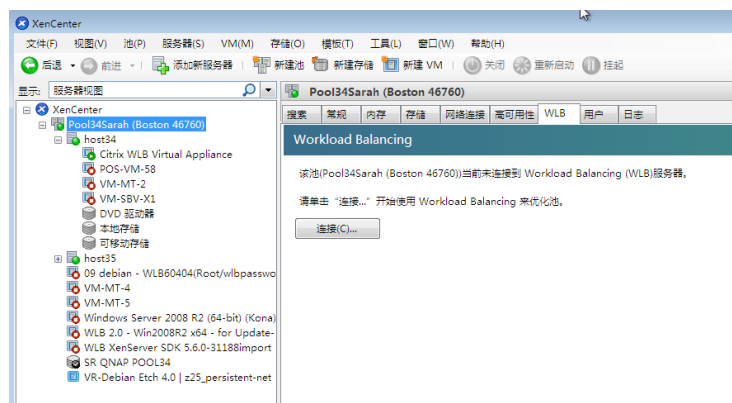 XenCenter
文件(F) 视图(V) 池(P) 服务器(S) VM(M) 存储(O) 模板(T) 工具(L) 窗口(W) 帮助(H)
后退 前进 添加新服务器 新建池 新建存储 新建 VM 关闭 重新启动 挂起
显示: 服务器视图 Pool34Sarah (Boston 46760)
搜索 常规 内存 存储 网络连接 高可用性 WLB 用户 日志
XenCenter
Pool34Sarah (Boston 46760)
host34
Citrix WLB Virtual Appliance
POS-VM-58
VM-MT-2
VM-SBV-X1
DVD 驱动器
本地存储
可移动存储
host35
09 debian - WLB60404(Root/wlbpasswo
VM-MT-4
VM-MT-5
Windows Server 2008 R2 (64-bit) (Kona)
WLB 2.0 - Win2008R2 x64 - for Update-
WLB XenServer SDK 5.6.0-31188import
SR QNAP POOL34
VR-Debian Etch 4.0 | z25_persistent-net
Workload Balancing
该池(Pool34Sarah (Boston 46760))当前未连接到 Workload Balancing (WLB)服务器。
请单击 “连接...” 开始使用 Workload Balancing 来优化池。
连接(C)...